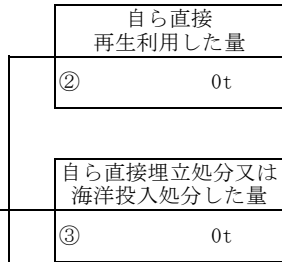 自ら直接
再生利用した量
② 0t
自ら直接埋立処分又は
海洋投入処分した量
③ 0t